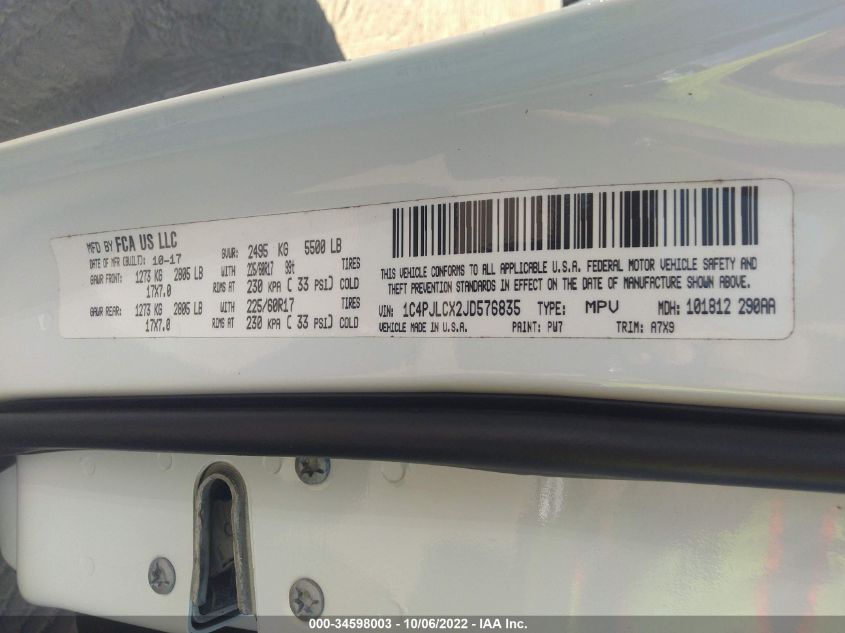 MFD BY FCA US LLC
DATE OF MFR (BUILT): 10-17
GVWR: 2495 KG 5500 LB
GAWR FRONT: 1273 KG 2805 LB WITH 225/60R17 99t TIRES
17X7.0 RIMS AT 230 KPA ( 33 PSI) COLD
GAWR REAR: 1273 KG 2805 LB WITH 225/60R17 TIRES
17X7.0 RIMS AT 230 KPA ( 33 PSI) COLD
THIS VEHICLE CONFORMS TO ALL APPLICABLE U.S.A. FEDERAL MOTOR VEHICLE SAFETY AND
THEFT PREVENTION STANDARDS IN EFFECT ON THE DATE OF MANUFACTURE SHOWN ABOVE.
VIN: 1C4PJLCX2JD576835 TYPE: MPV MDH: 101812 290AA
VEHICLE MADE IN U.S.A. PAINT: PW7 TRIM: A7X9
000-34598003 - 10/06/2022 - IAA Inc.